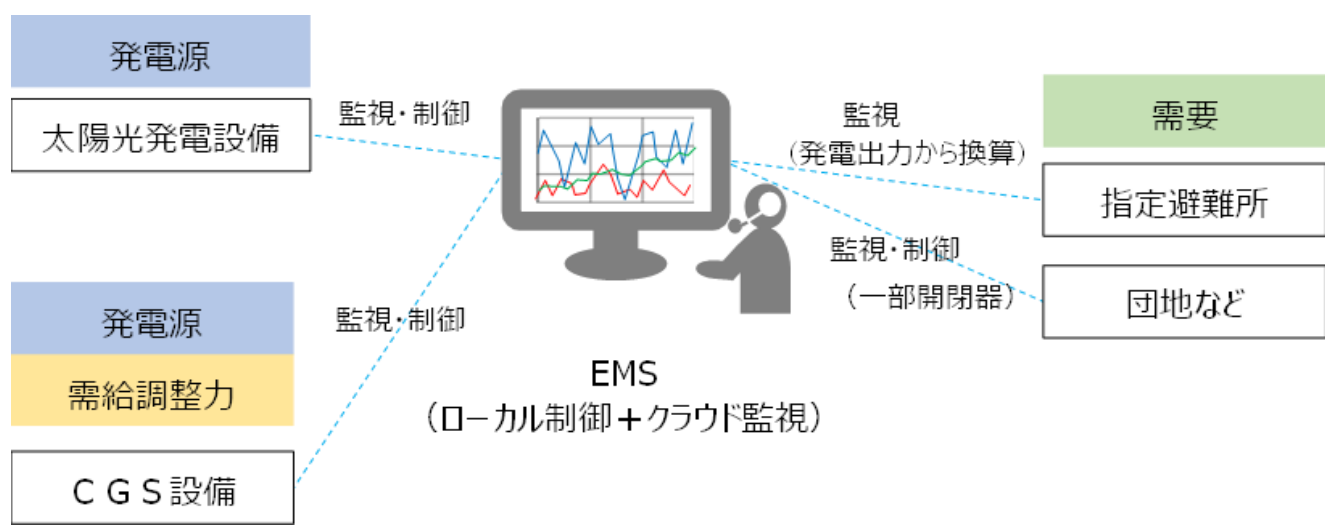 発電源
太陽光発電設備
監視・制御
発電源
需給調整力
CGS設備
監視・制御
EMS
（ローカル制御＋クラウド監視）
監視
（発電出力から換算）
監視・制御
（一部開閉器）
需要
指定避難所
団地など